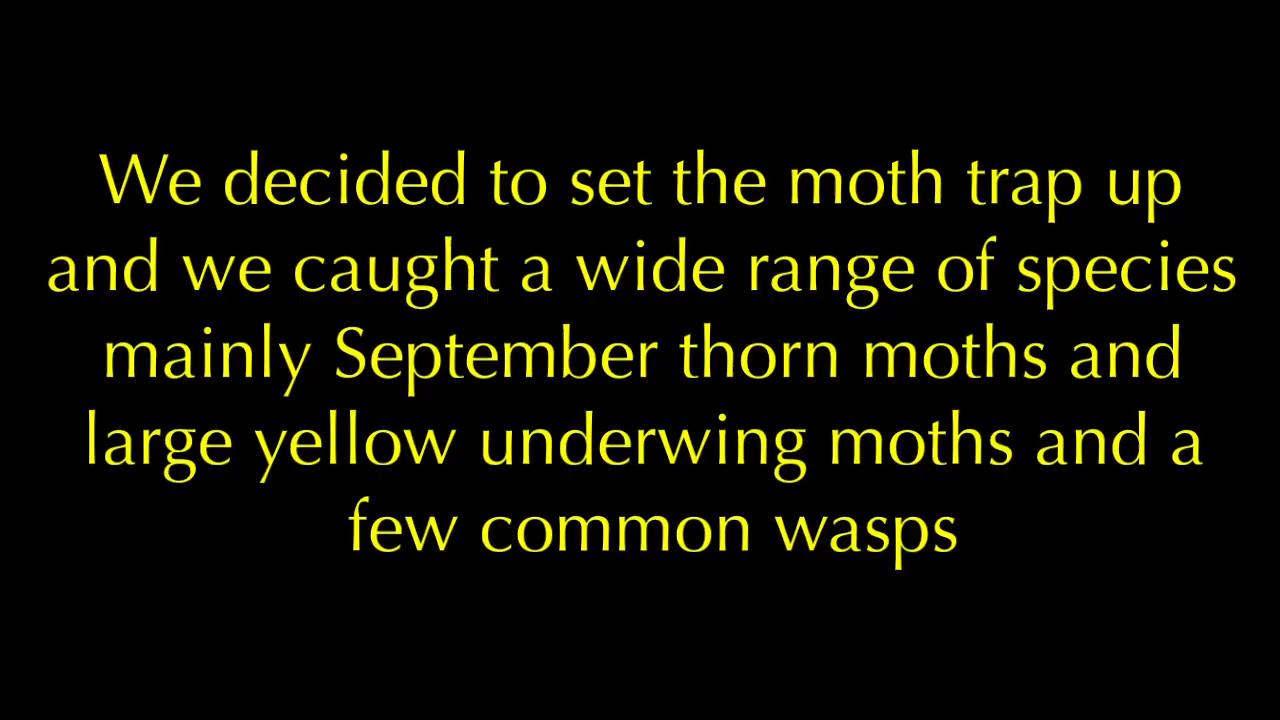 We decided to set the moth trap up
and we caught a wide range of species
mainly September thorn moths and
large yellow underwing moths and a
few common wasps